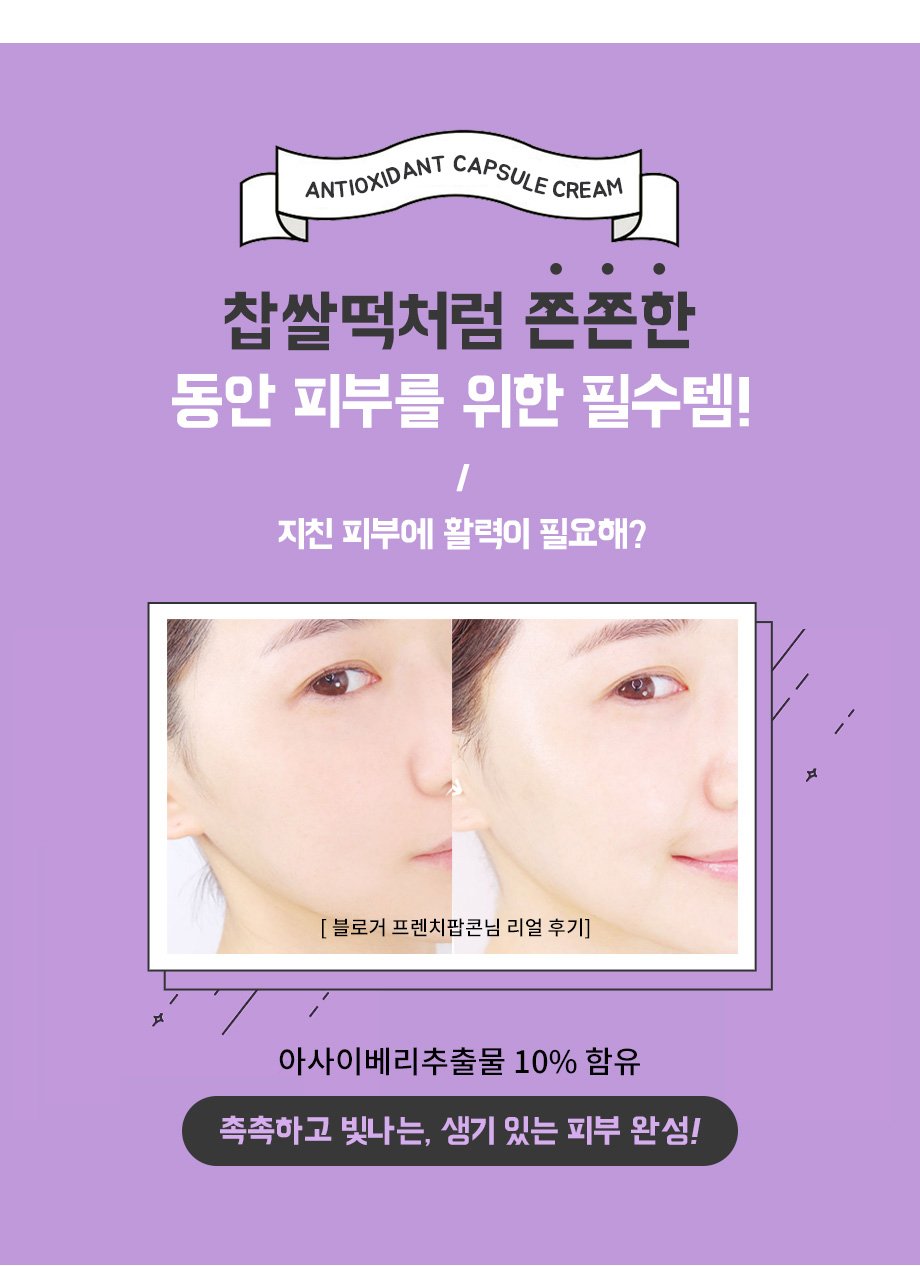 ANTIOXIDANT CAPSULE CREAM
찹쌀떡처럼 쫀쫀한
동안 피부를 위한 필수템!
/
지친 피부에 활력이 필요해?
[ 블로거 프렌치팝콘님 리얼 후기]
아사이베리추출물 10% 함유
촉촉하고 빛나는, 생기 있는 피부 완성!